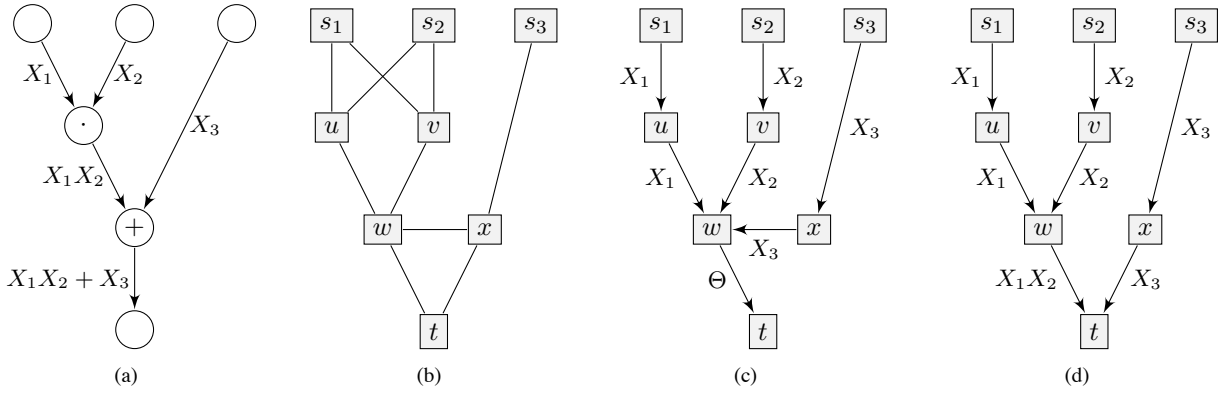 X₁ X₂ X₃
·
X₁X₂
+
X₁X₂ + X₃
(a)
s₁ s₂ s₃
u v
w x
t
(b)
s₁ s₂ s₃
X₁ X₂
u v X₃
X₁ X₂
w x
X₃
Θ
t
(c)
s₁ s₂ s₃
X₁ X₂
u v X₃
X₁ X₂
w x
X₁X₂ X₃
t
(d)